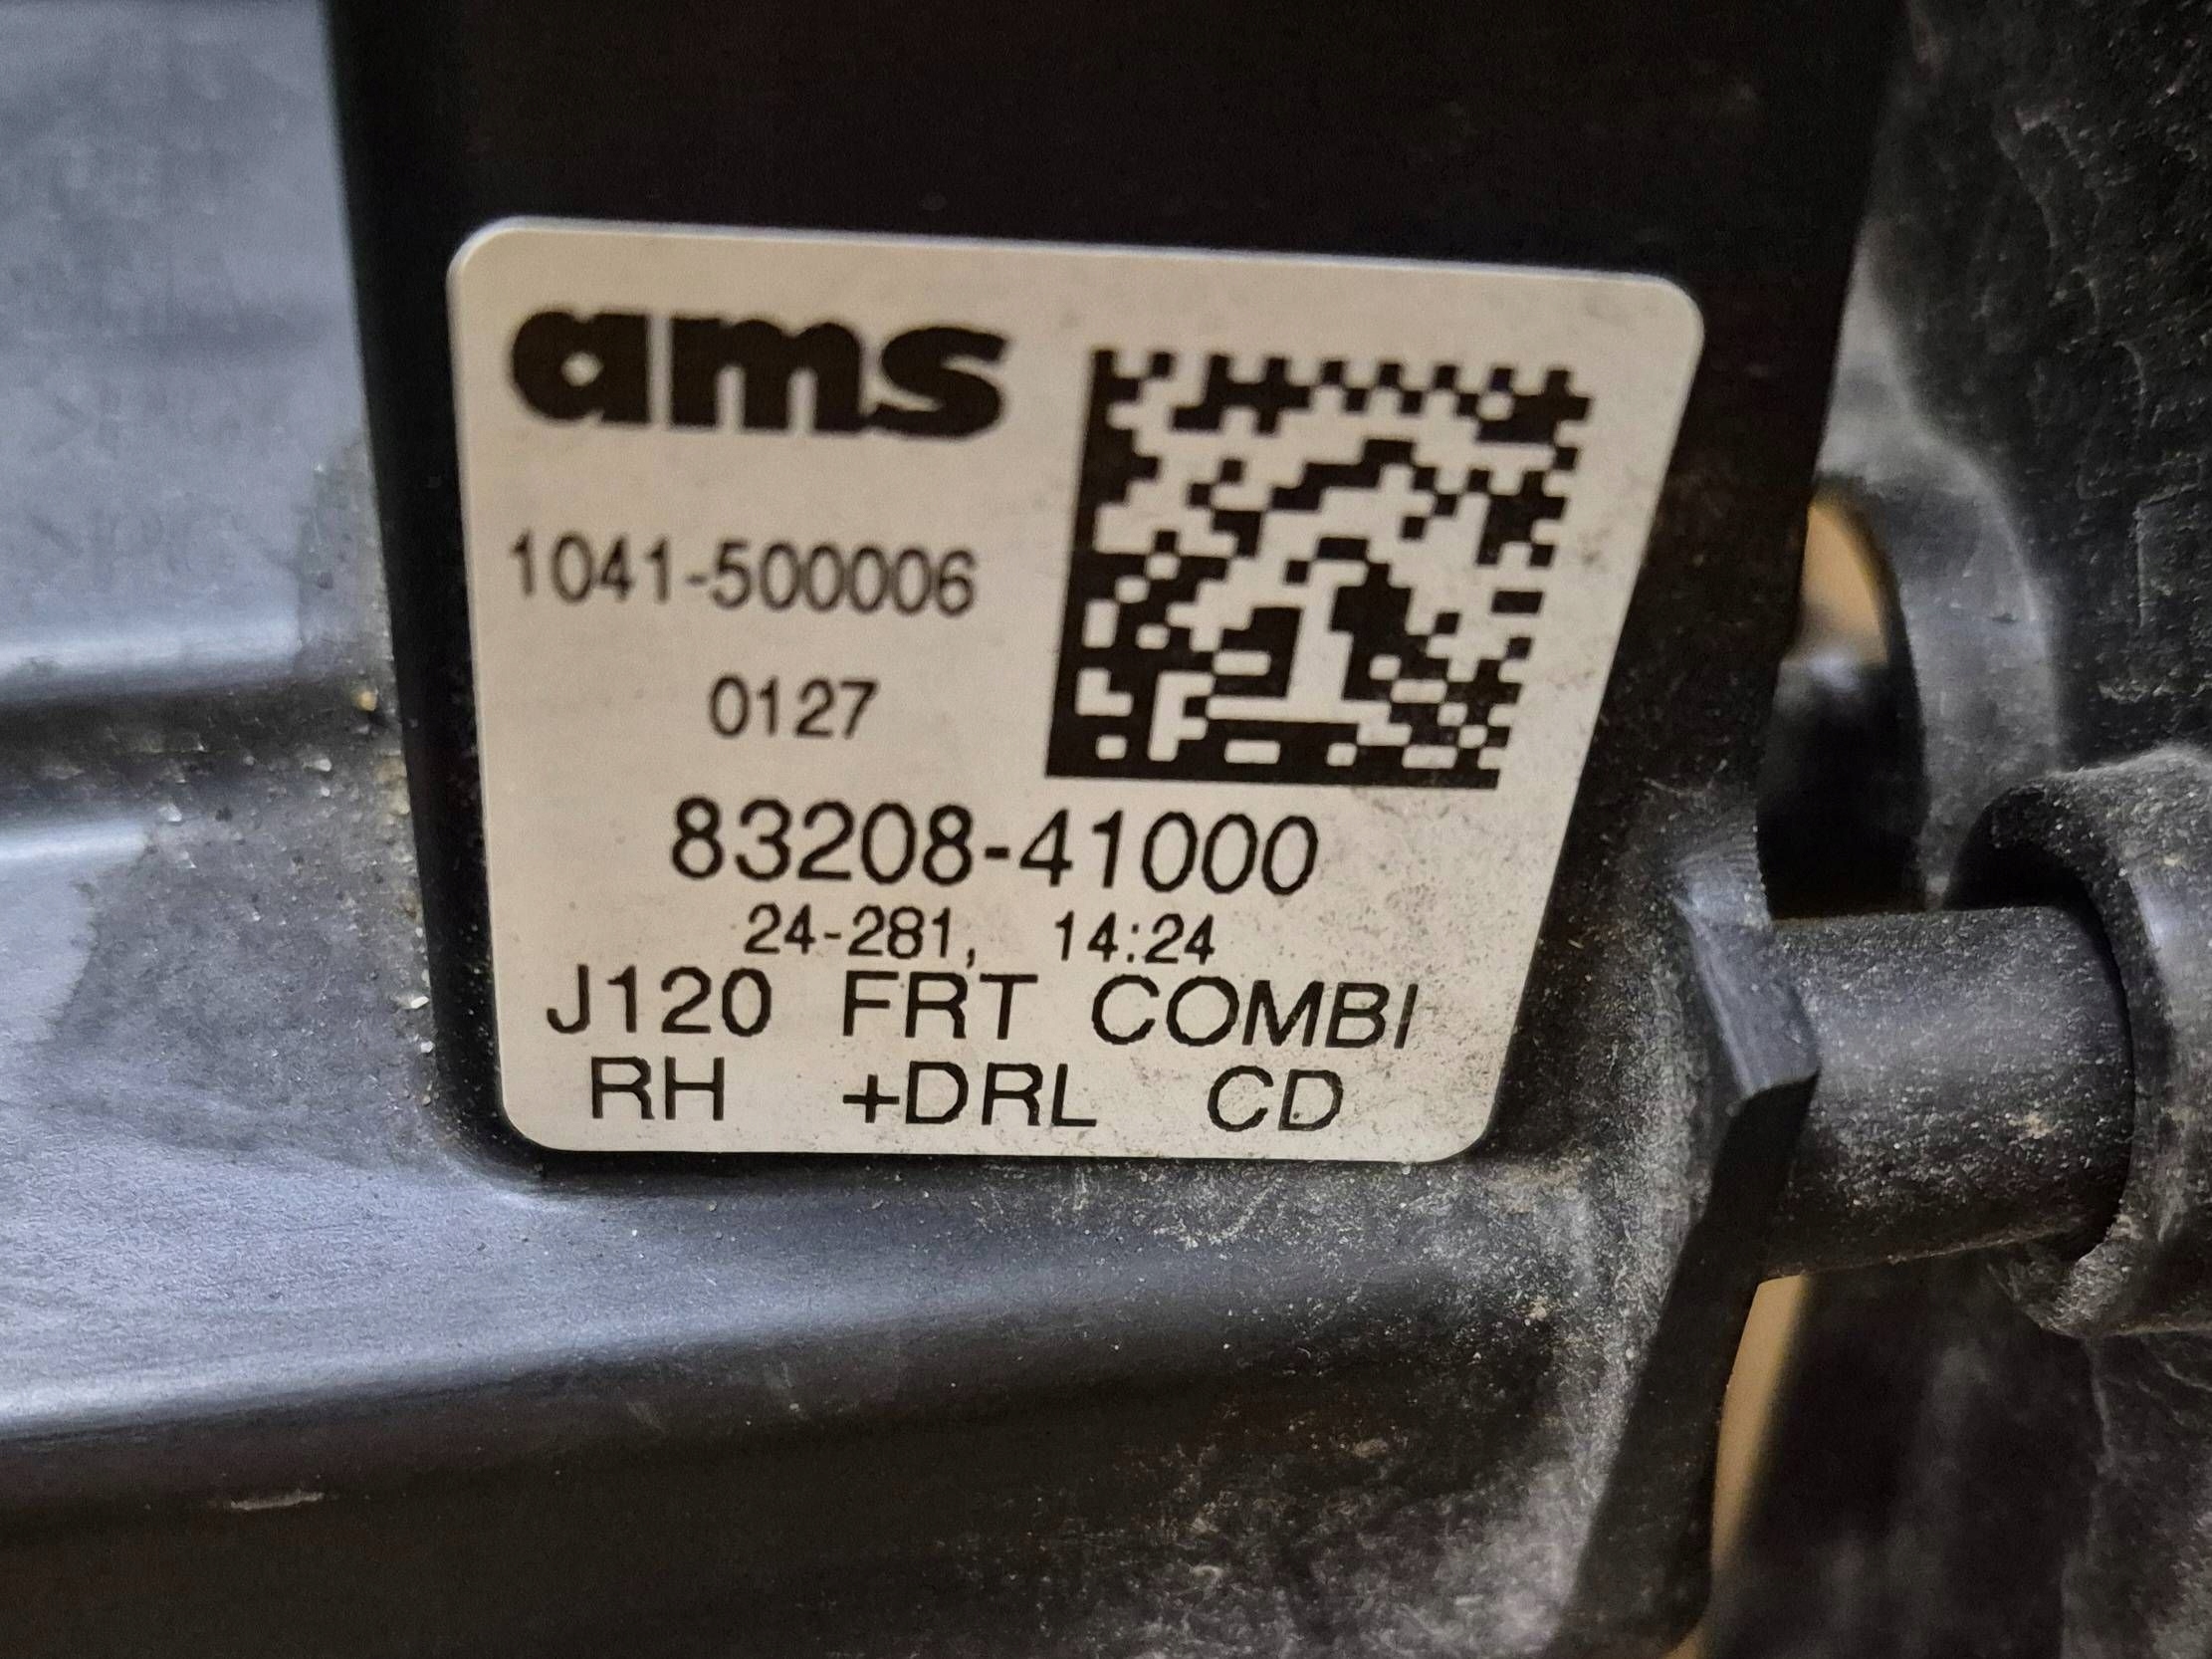 ams
1041-500006
0127
83208-41000
24-281, 14:24
J120 FRT COMBI
RH +DRL CD